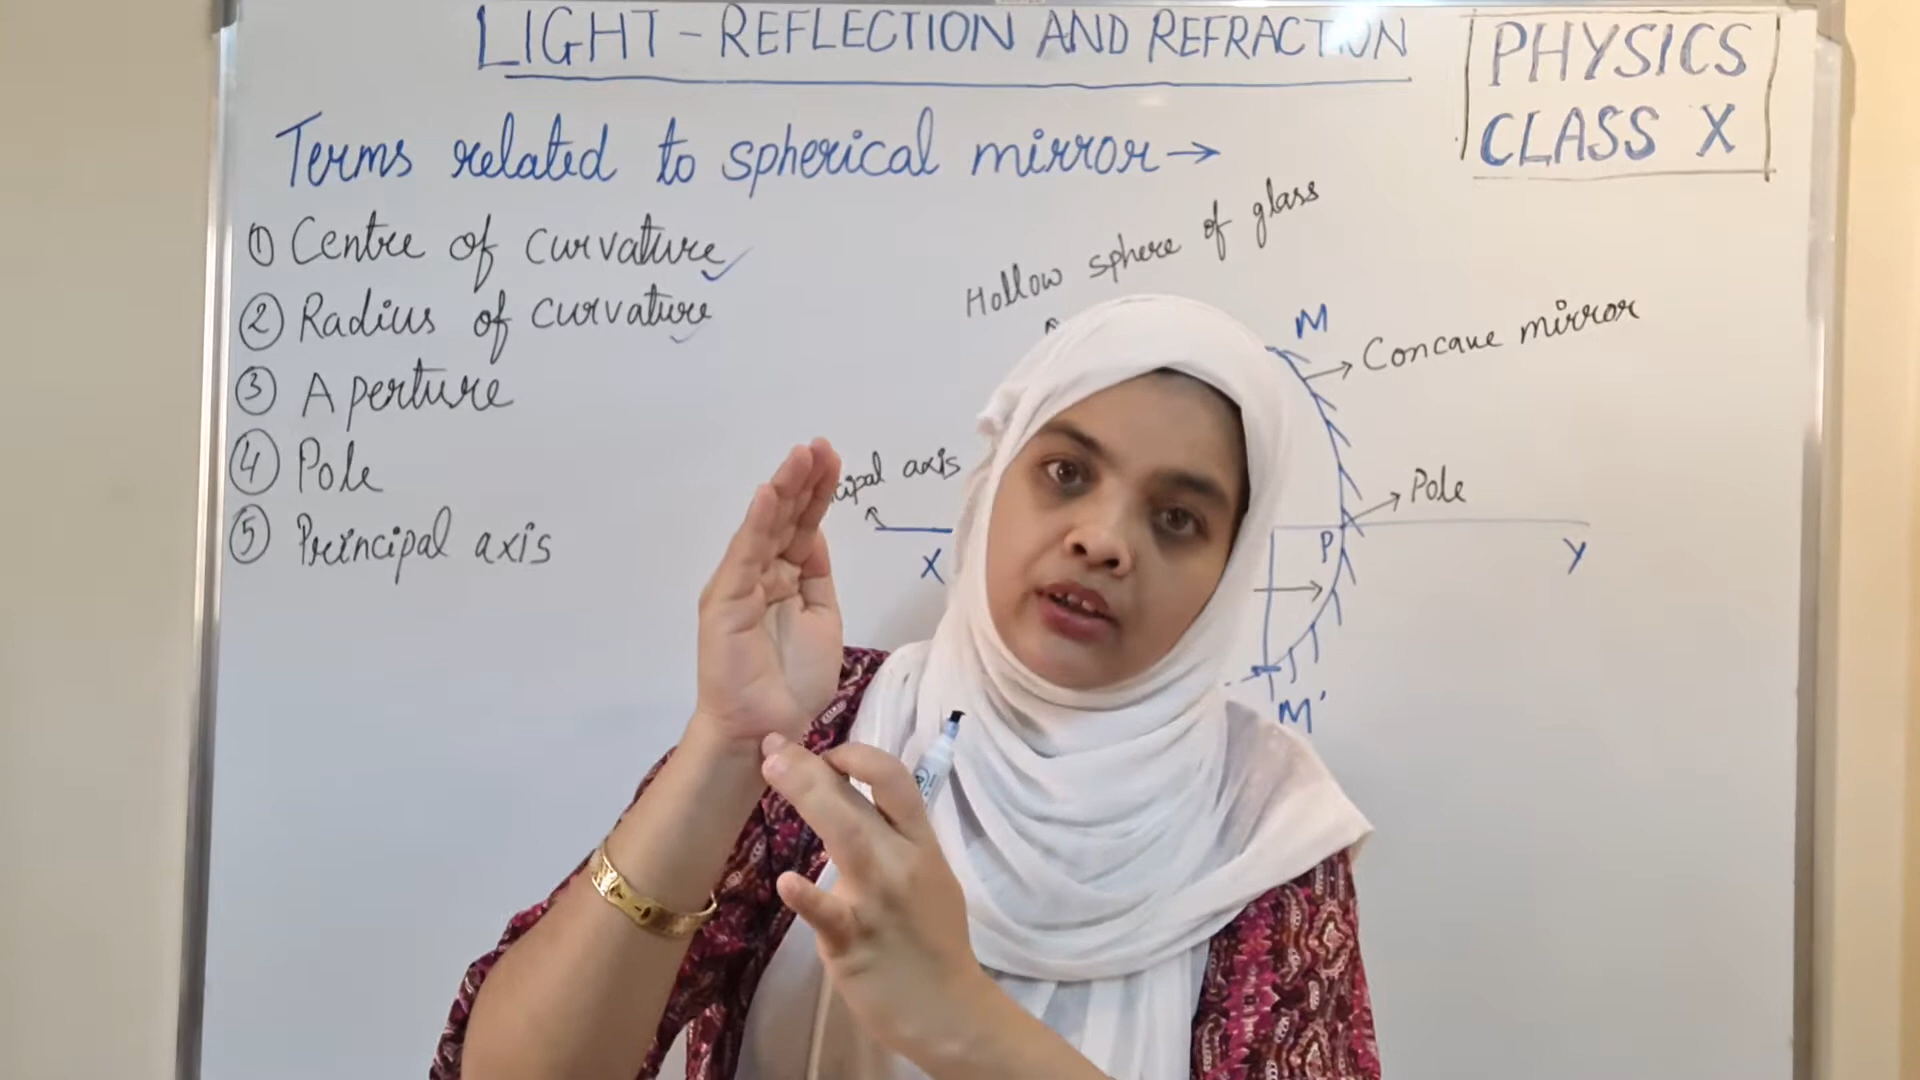 LIGHT - REFLECTION AND REFRACTION
PHYSICS
CLASS X
Terms related to spherical mirror →
① Centre of curvature
② Radius of curvature
③ Aperture
④ Pole
⑤ Principal axis
Hollow sphere of glass
M
Concave mirror
axis
Pole
X
P
Y
M'